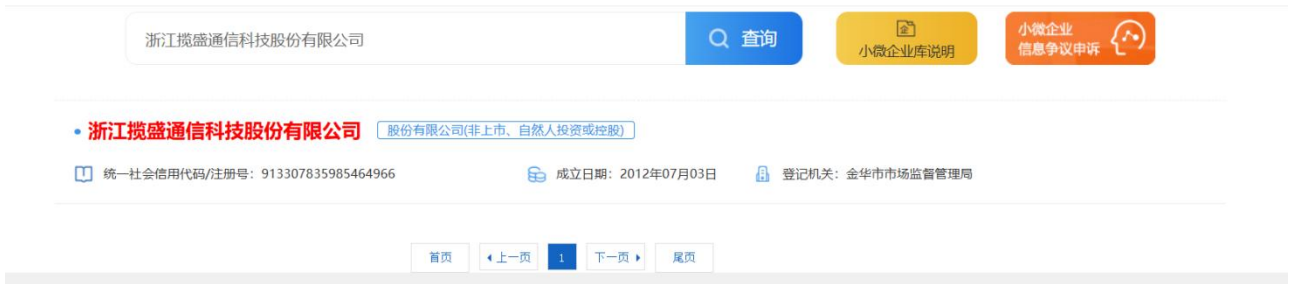 浙江揽盛通信科技股份有限公司
查询
小微企业库说明
小微企业
信息争议申诉
浙江揽盛通信科技股份有限公司 股份有限公司(非上市、自然人投资或控股)
统一社会信用代码/注册号：913307835985464966 成立日期：2012年07月03日 登记机关：金华市市场监督管理局
首页 上一页 1 下一页 尾页